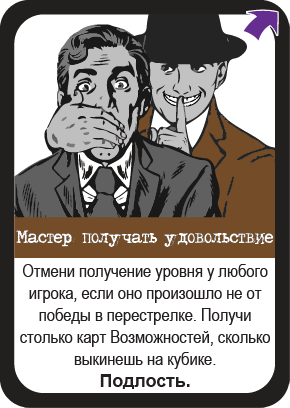 Мастер получать удовольствие
Отмени получение уровня у любого
игрока, если оно произошло не от
победы в перестрелке. Получи
столько карт Возможностей, сколько
выкинешь на кубике.
Подлость.